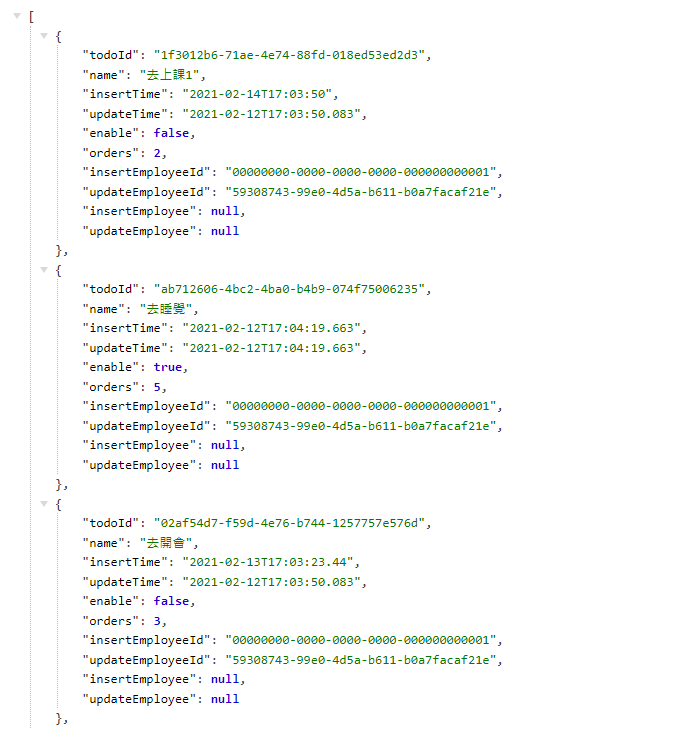 [
{
"todoId": "1f3012b6-71ae-4e74-88fd-018ed53ed2d3",
"name": "去上課1",
"insertTime": "2021-02-14T17:03:50",
"updateTime": "2021-02-12T17:03:50.083",
"enable": false,
"orders": 2,
"insertEmployeeId": "00000000-0000-0000-0000-000000000001",
"updateEmployeeId": "59308743-99e0-4d5a-b611-b0a7facaf21e",
"insertEmployee": null,
"updateEmployee": null
},
{
"todoId": "ab712606-4bc2-4ba0-b4b9-074f75006235",
"name": "去睡覺",
"insertTime": "2021-02-12T17:04:19.663",
"updateTime": "2021-02-12T17:04:19.663",
"enable": true,
"orders": 5,
"insertEmployeeId": "00000000-0000-0000-0000-000000000001",
"updateEmployeeId": "59308743-99e0-4d5a-b611-b0a7facaf21e",
"insertEmployee": null,
"updateEmployee": null
},
{
"todoId": "02af54d7-f59d-4e76-b744-1257757e576d",
"name": "去開會",
"insertTime": "2021-02-13T17:03:23.44",
"updateTime": "2021-02-12T17:03:50.083",
"enable": false,
"orders": 3,
"insertEmployeeId": "00000000-0000-0000-0000-000000000001",
"updateEmployeeId": "59308743-99e0-4d5a-b611-b0a7facaf21e",
"insertEmployee": null,
"updateEmployee": null
},